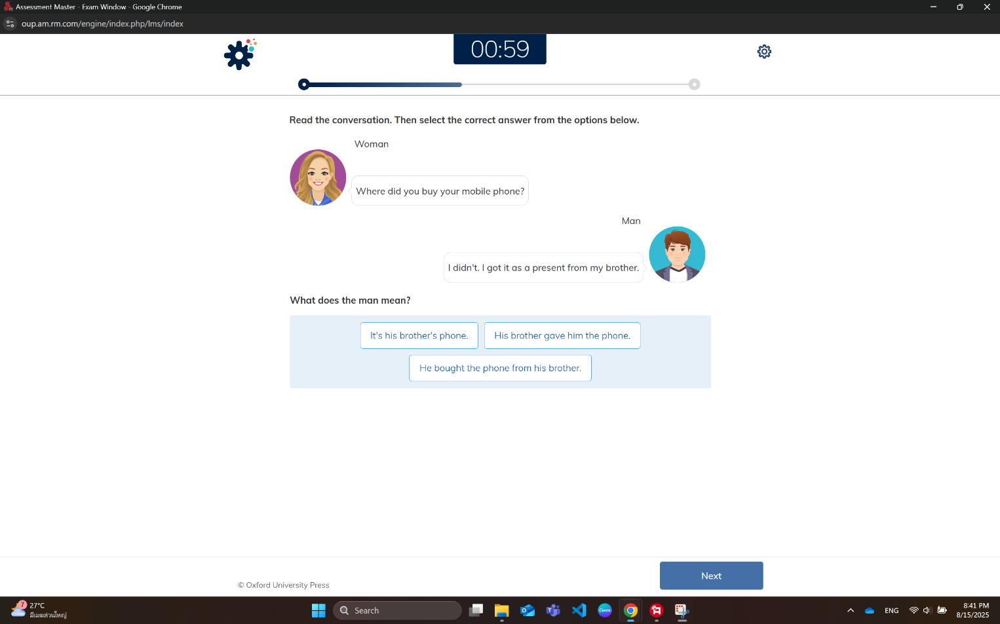 Assessment Master - Exam Window - Google Chrome
oup.am.rm.com/engine/index.php/lms/index
00:59
Read the conversation. Then select the correct answer from the options below.
Woman
Where did you buy your mobile phone?
Man
I didn't. I got it as a present from my brother.
What does the man mean?
It's his brother's phone.
His brother gave him the phone.
He bought the phone from his brother.
Next
© Oxford University Press
7
27°C
มีเมฆส่วนใหญ่
Search
Canva
ENG
8:41 PM
8/15/2025